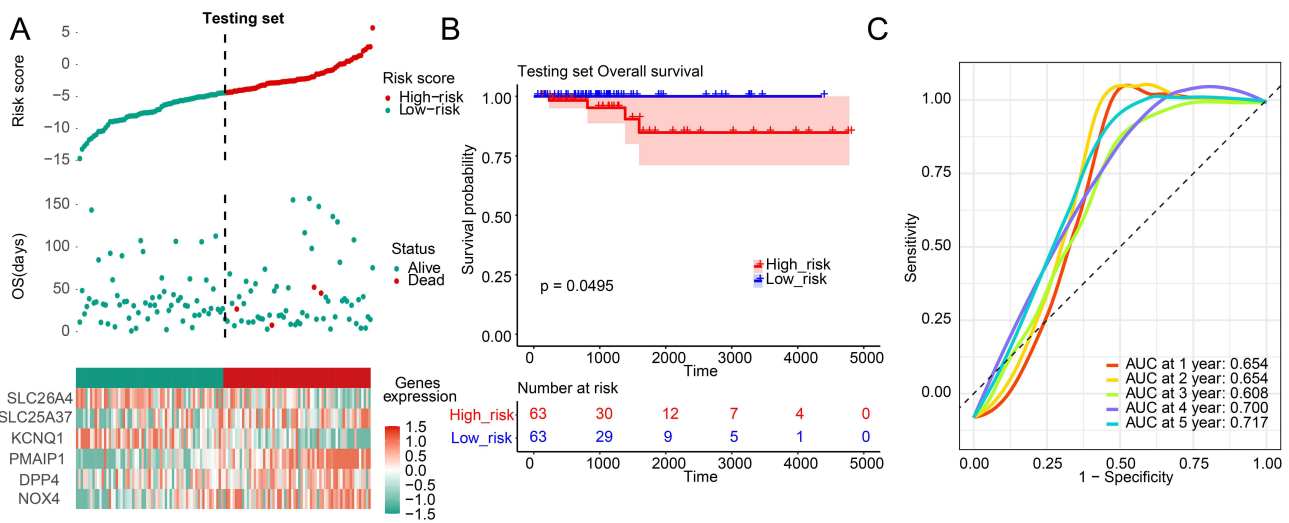 A
Testing set
Risk score
5
0
−5
−10
−15
Risk score
High−risk
Low−risk
OS(days)
150
100
50
0
Status
Alive
Dead
SLC26A4
SLC25A37
KCNQ1
PMAIP1
DPP4
NOX4
Genes
expression
1.5
1.0
0.5
0.0
−0.5
−1.0
−1.5
B
Testing set Overall survival
Survival probability
1.00
0.75
0.50
0.25
0.00
p = 0.0495
High_risk
Low_risk
0 1000 2000 3000 4000 5000
Time
Number at risk
High_risk 63 30 12 7 4 0
Low_risk 63 29 9 5 1 0
0 1000 2000 3000 4000 5000
Time
C
Sensitivity
1.00
0.75
0.50
0.25
0.00
AUC at 1 year: 0.654
AUC at 2 year: 0.654
AUC at 3 year: 0.608
AUC at 4 year: 0.700
AUC at 5 year: 0.717
0.00 0.25 0.50 0.75 1.00
1 − Specificity